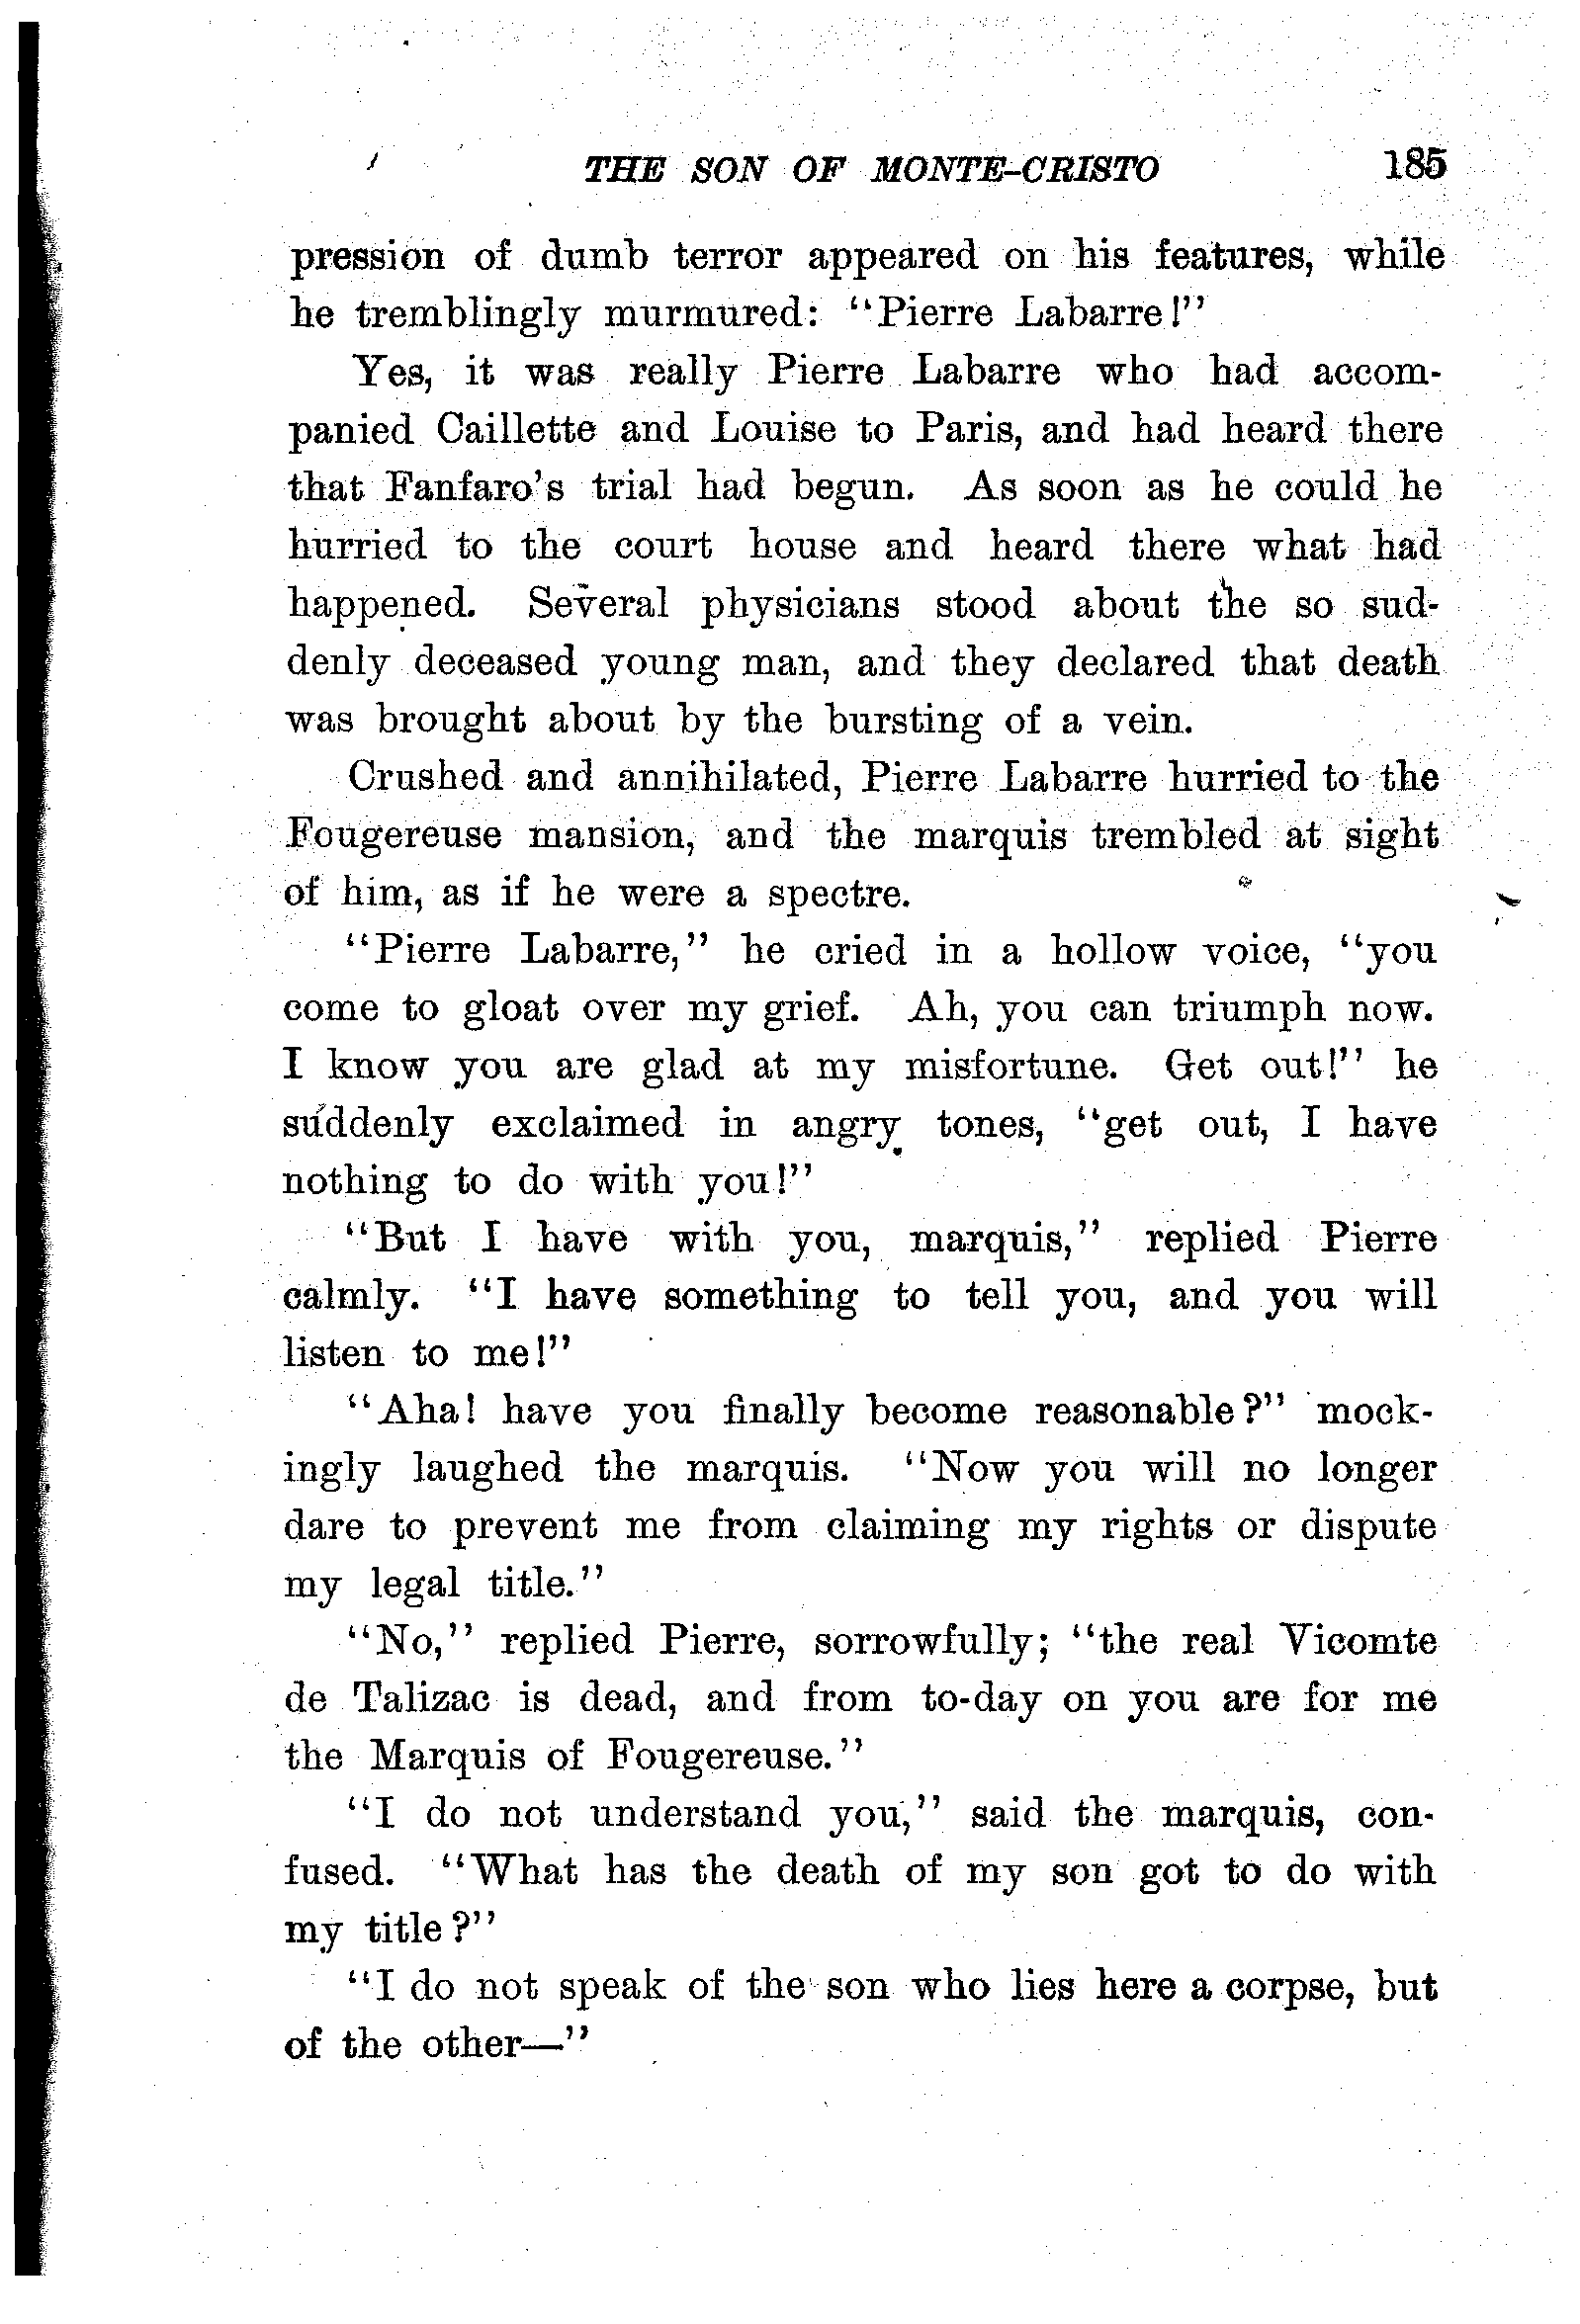 THE SON OF MONTE-CRISTO 185
pression of dumb terror appeared on his features, while
he tremblingly murmured: "Pierre Labarre!"
Yes, it was really Pierre Labarre who had accom-
panied Caillette and Louise to Paris, and had heard there
that Fanfaro's trial had begun. As soon as he could he
hurried to the court house and heard there what had
happened. Several physicians stood about the so sud-
denly deceased young man, and they declared that death
was brought about by the bursting of a vein.
Crushed and annihilated, Pierre Labarre hurried to the
Fougereuse mansion, and the marquis trembled at sight
of him, as if he were a spectre.
"Pierre Labarre," he cried in a hollow voice, "you
come to gloat over my grief. Ah, you can triumph now.
I know you are glad at my misfortune. Get out!" he
suddenly exclaimed in angry tones, "get out, I have
nothing to do with you!"
"But I have with you, marquis," replied Pierre
calmly. "I have something to tell you, and you will
listen to me!"
"Aha! have you finally become reasonable?" mock-
ingly laughed the marquis. "Now you will no longer
dare to prevent me from claiming my rights or dispute
my legal title."
"No," replied Pierre, sorrowfully; "the real Vicomte
de Talizac is dead, and from to-day on you are for me
the Marquis of Fougereuse."
"I do not understand you," said the marquis, con-
fused. "What has the death of my son got to do with
my title?"
"I do not speak of the son who lies here a corpse, but
of the other—"